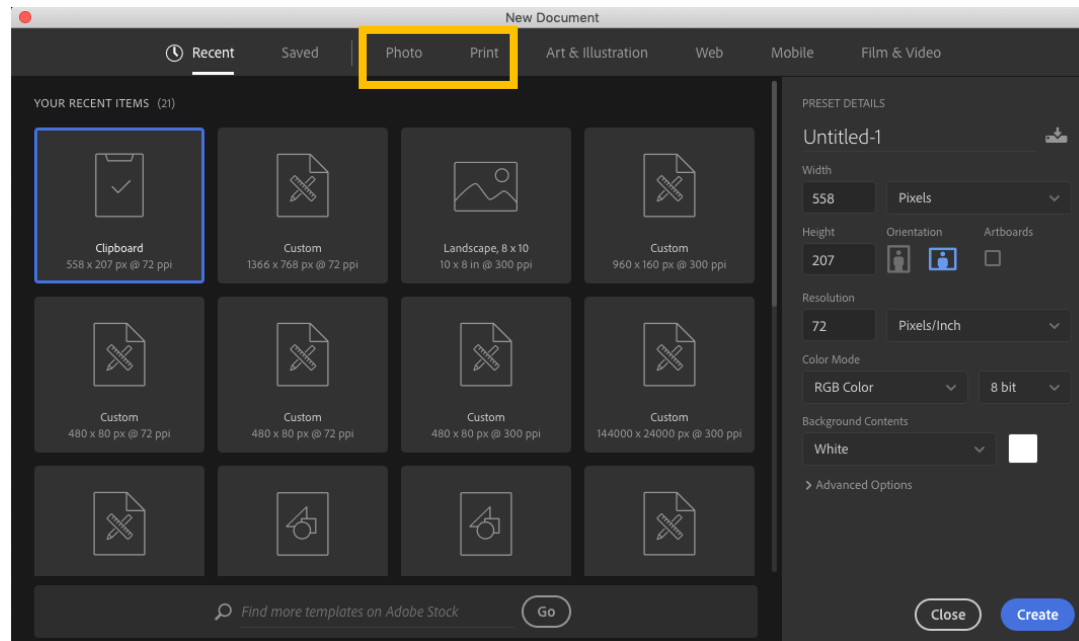 New Document
Recent Saved Photo Print Art & Illustration Web Mobile Film & Video
YOUR RECENT ITEMS (21)
Clipboard
558 x 207 px @ 72 ppi
Custom
1366 x 768 px @ 72 ppi
Landscape, 8 x 10
10 x 8 in @ 300 ppi
Custom
960 x 160 px @ 300 ppi
Custom
480 x 80 px @ 72 ppi
Custom
480 x 80 px @ 72 ppi
Custom
480 x 80 px @ 300 ppi
Custom
144000 x 24000 px @ 300 ppi
Find more templates on Adobe Stock
Go
PRESET DETAILS
Untitled-1
Width
558 Pixels
Height Orientation Artboards
207
Resolution
72 Pixels/Inch
Color Mode
RGB Color 8 bit
Background Contents
White
Advanced Options
Close Create